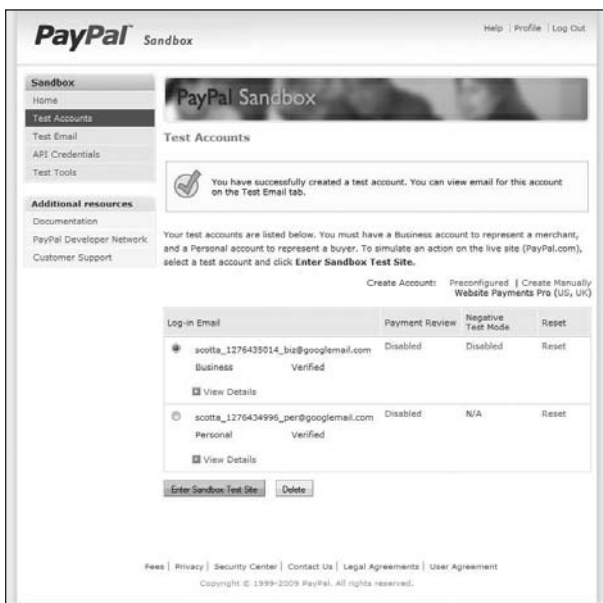 PayPal Sandbox
Help | Profile | Log Out
Sandbox
Home
Test Accounts
Test Email
API Credentials
Test Tools
Additional resources
Documentation
PayPal Developer Network
Customer Support
PayPal Sandbox
Test Accounts
You have successfully created a test account. You can view email for this account
on the Test Email tab.
Your test accounts are listed below. You must have a Business account to represent a merchant,
and a Personal account to represent a buyer. To simulate an action on the live site (PayPal.com),
select a test account and click Enter Sandbox Test Site.
Create Account: Preconfigured | Create Manually
Website Payments Pro (US, UK)
Log-in Email Payment Review Negative Test Mode Reset
scotta_1276435014_biz@googlemail.com Disabled Disabled Reset
Business Verified
View Details
scotta_1276434996_per@googlemail.com Disabled N/A Reset
Personal Verified
View Details
Enter Sandbox Test Site Delete
Fees | Privacy | Security Center | Contact Us | Legal Agreements | User Agreement
Copyright © 1999-2009 PayPal. All rights reserved.